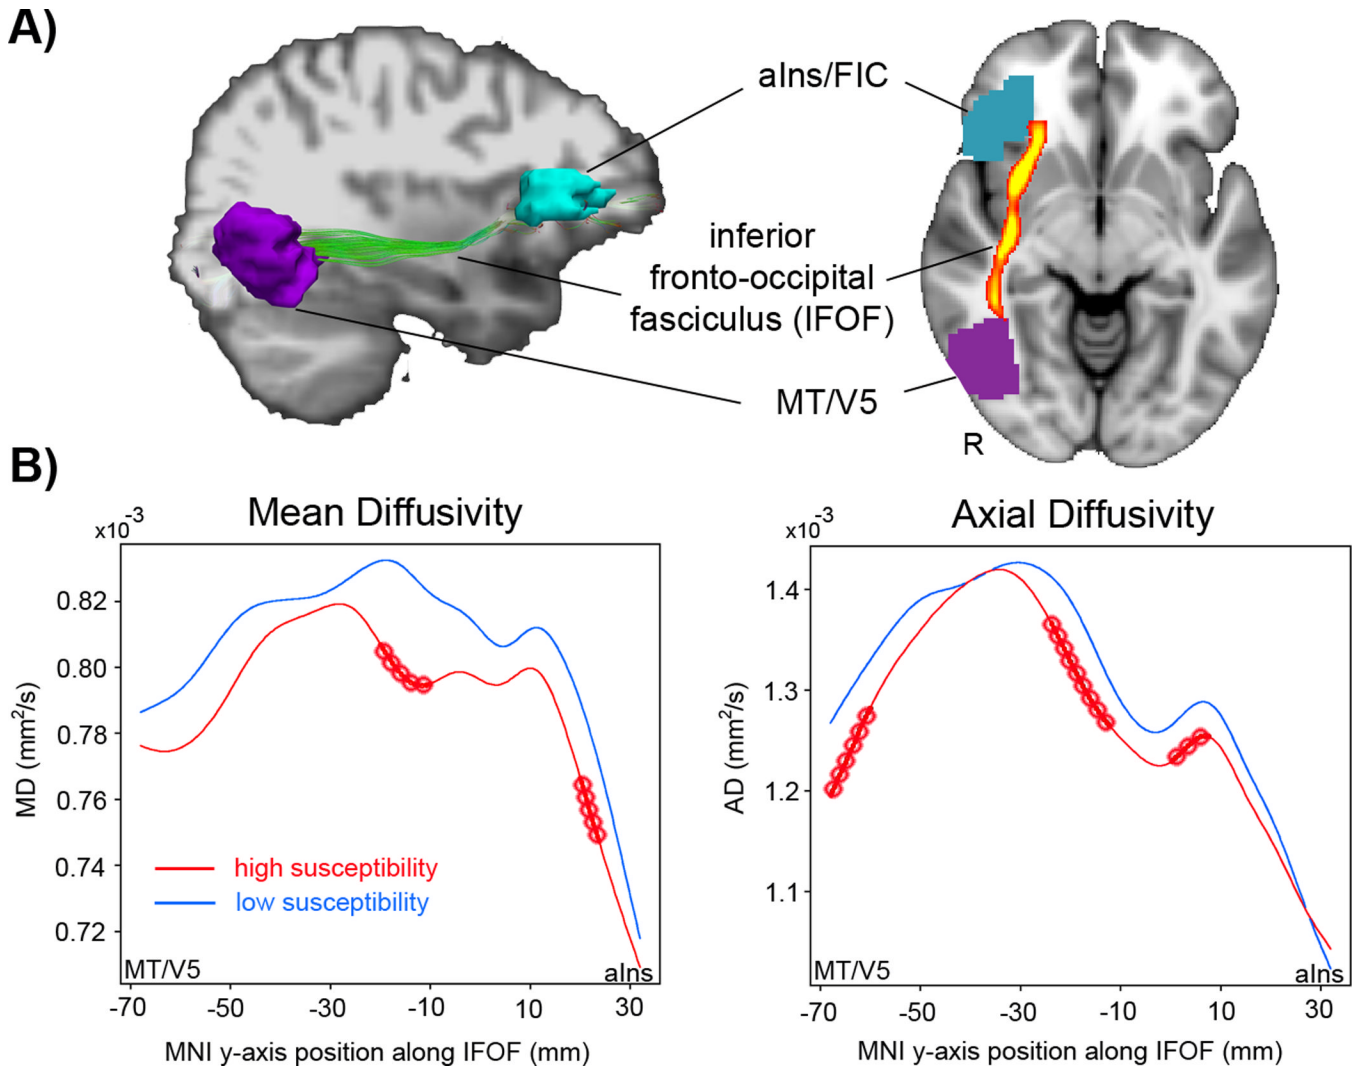 A)
aIns/FIC
inferior
fronto-occipital
fasciculus (IFOF)
MT/V5
R
B)
x10-3
Mean Diffusivity
0.82
0.80
0.78
0.76
0.74
0.72
MD (mm2/s)
high susceptibility
low susceptibility
MT/V5
aIns
-70
-50
-30
-10
10
30
MNI y-axis position along IFOF (mm)
x10-3
Axial Diffusivity
1.4
1.3
1.2
1.1
AD (mm2/s)
MT/V5
aIns
-70
-50
-30
-10
10
30
MNI y-axis position along IFOF (mm)